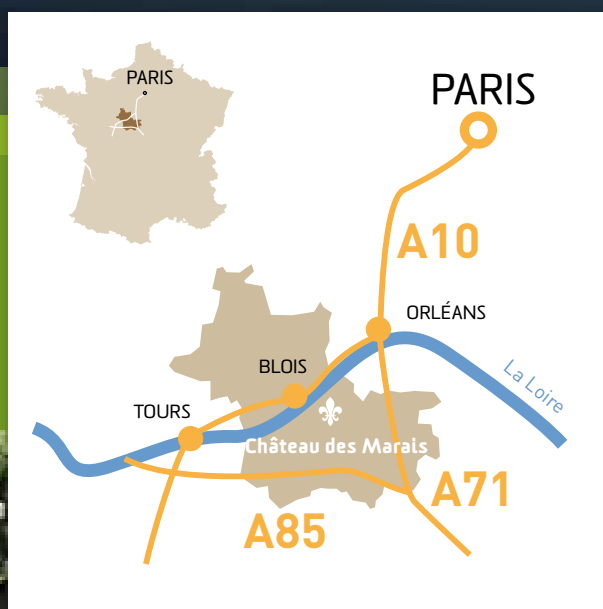 PARIS
PARIS
A10
ORLÉANS
BLOIS
La Loire
TOURS
Château des Marais
A71
A85